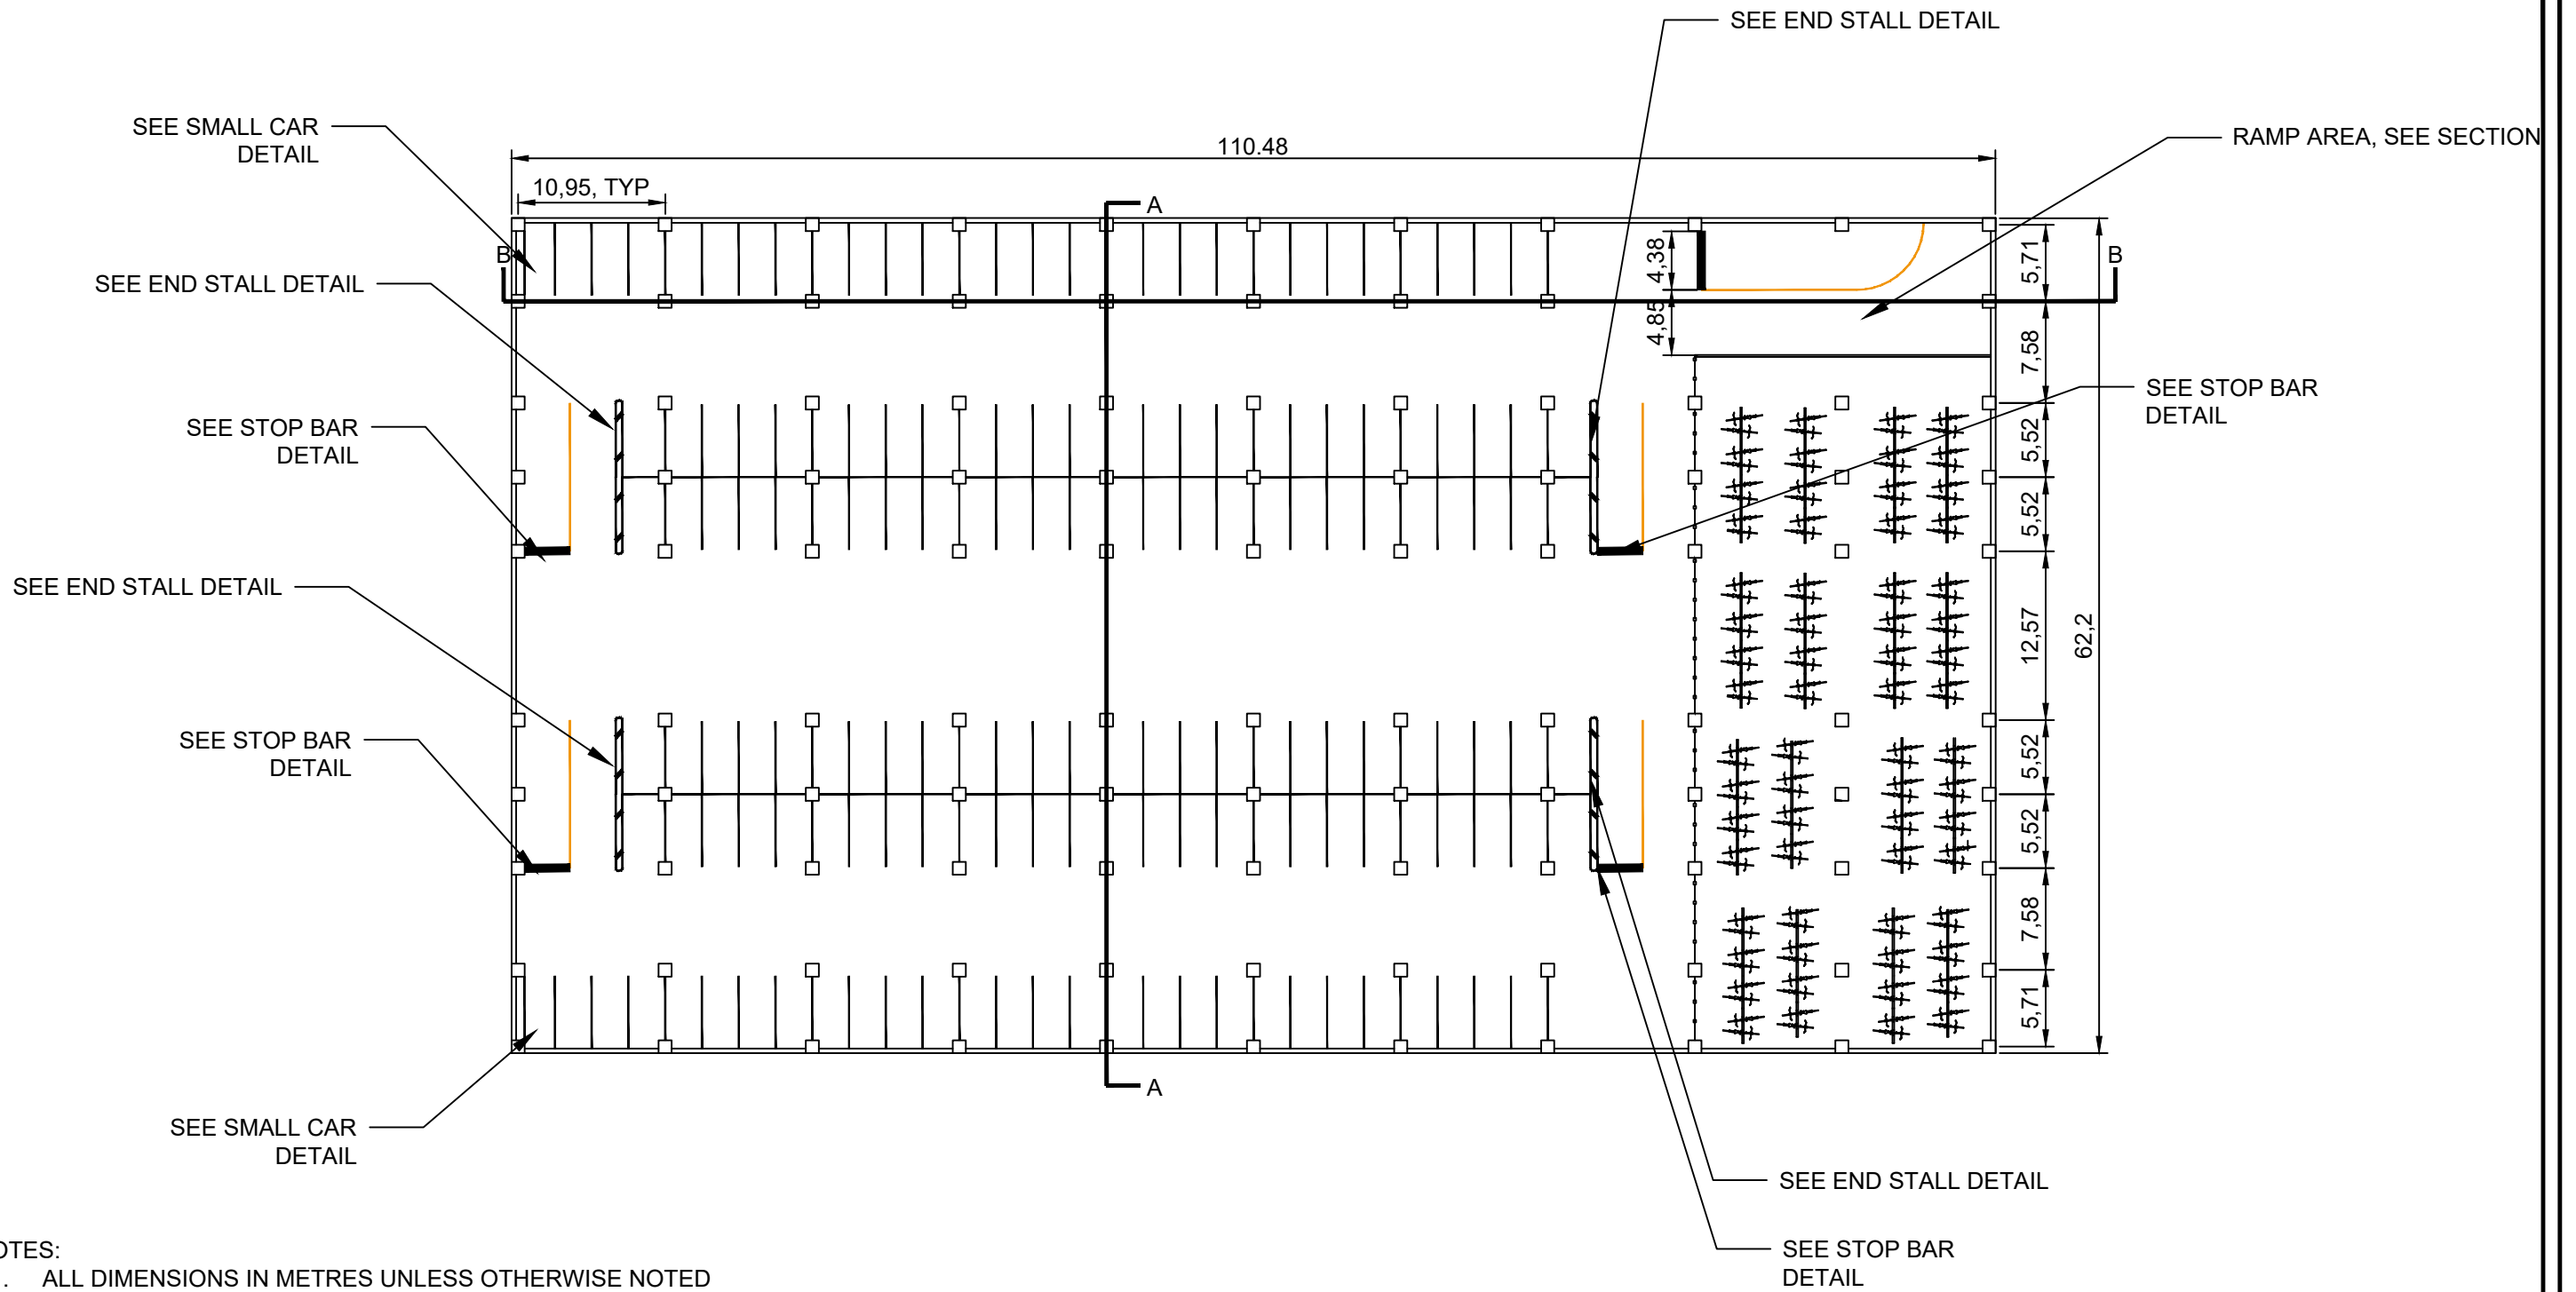 SEE END STALL DETAIL
SEE SMALL CAR
DETAIL
RAMP AREA, SEE SECTION
110.48
10,95, TYP
A
B
B
SEE END STALL DETAIL
4,38
4,85
5,71
7,58
SEE STOP BAR
DETAIL
SEE STOP BAR
DETAIL
5,52
5,52
SEE END STALL DETAIL
12,57
62,2
SEE STOP BAR
DETAIL
5,52
5,52
7,58
5,71
A
SEE SMALL CAR
DETAIL
SEE END STALL DETAIL
SEE STOP BAR
DETAIL
OTES:
. ALL DIMENSIONS IN METRES UNLESS OTHERWISE NOTED